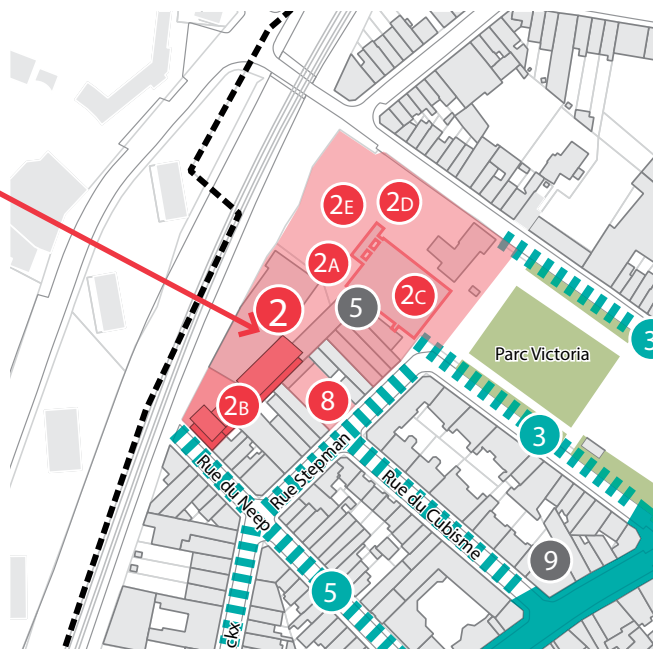 2E
2D
2A
2C
5
2
3
Parc Victoria
8
2B
3
Rue Stepman
Rue du Neep
Rue du Cubisme
9
5
ckx